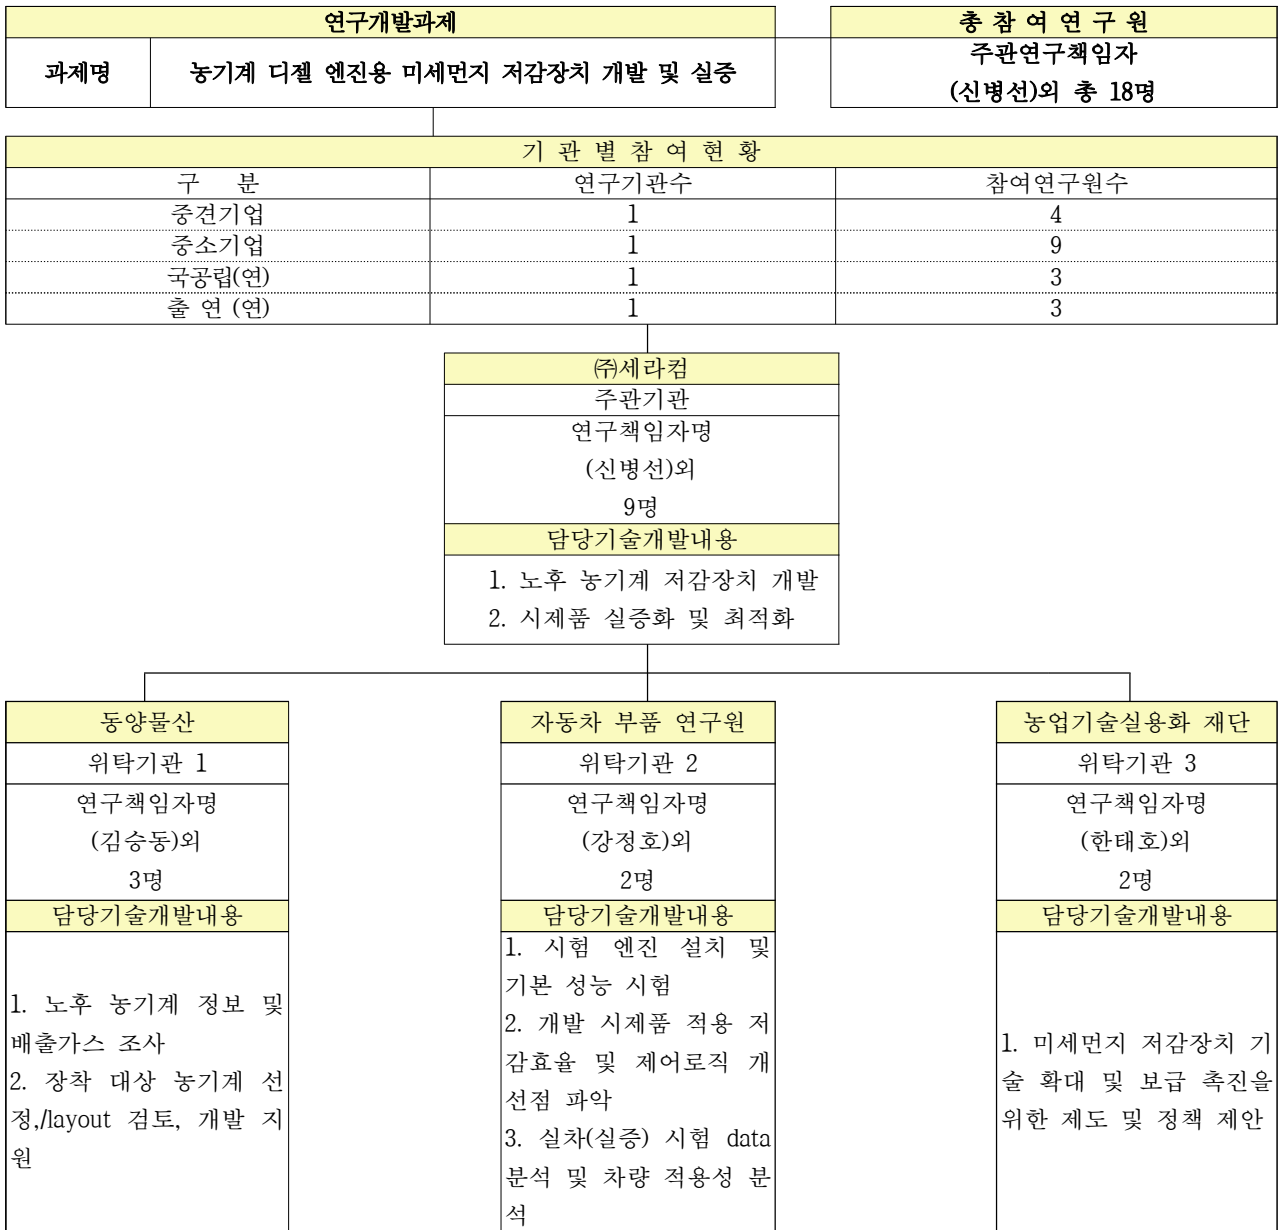 연구개발과제
총 참 여 연 구 원
과제명
농기계 디젤 엔진용 미세먼지 저감장치 개발 및 실증
주관연구책임자
(신병선)외 총 18명
기 관 별 참 여 현 황
구 분 연구기관수 참여연구원수
중견기업 1 4
중소기업 1 9
국공립(연) 1 3
출 연 (연) 1 3
㈜세라컴
주관기관
연구책임자명
(신병선)외
9명
담당기술개발내용
1. 노후 농기계 저감장치 개발
2. 시제품 실증화 및 최적화
동양물산
위탁기관 1
연구책임자명
(김승동)외
3명
담당기술개발내용
1. 노후 농기계 정보 및
배출가스 조사
2. 장착 대상 농기계 선
정,/layout 검토, 개발 지
원
자동차 부품 연구원
위탁기관 2
연구책임자명
(강정호)외
2명
담당기술개발내용
1. 시험 엔진 설치 및
기본 성능 시험
2. 개발 시제품 적용 저
감효율 및 제어로직 개
선점 파악
3. 실차(실증) 시험 data
분석 및 차량 적용성 분
석
농업기술실용화 재단
위탁기관 3
연구책임자명
(한태호)외
2명
담당기술개발내용
1. 미세먼지 저감장치 기
술 확대 및 보급 촉진을
위한 제도 및 정책 제안